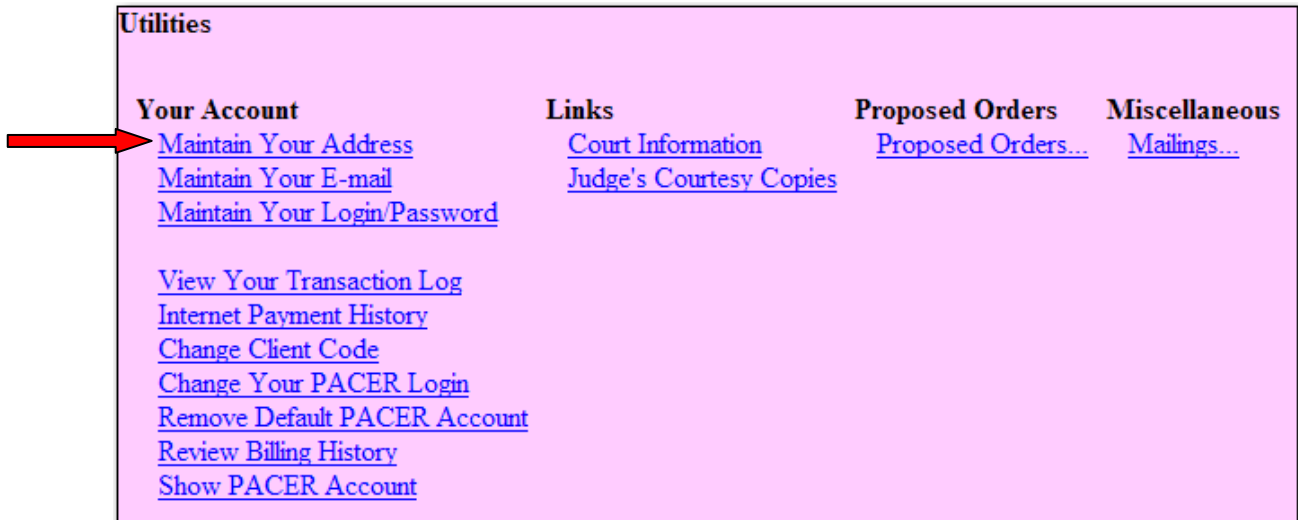 Utilities
Your Account Links Proposed Orders Miscellaneous
Maintain Your Address Court Information Proposed Orders... Mailings...
Maintain Your E-mail Judge's Courtesy Copies
Maintain Your Login/Password
View Your Transaction Log
Internet Payment History
Change Client Code
Change Your PACER Login
Remove Default PACER Account
Review Billing History
Show PACER Account